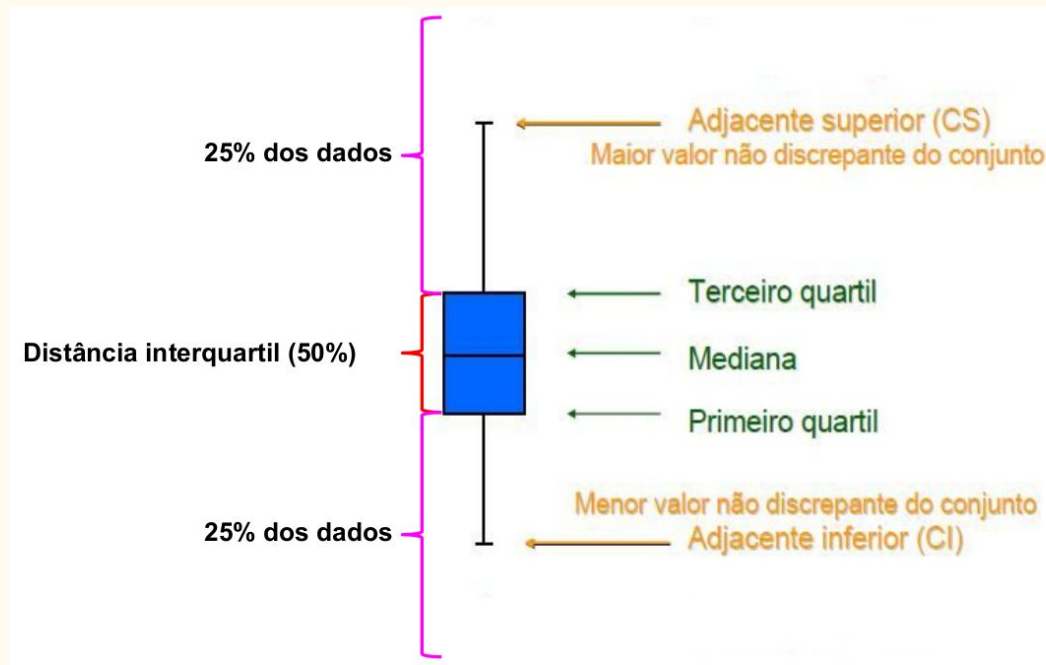 Adjacente superior (CS)
25% dos dados
Maior valor não discrepante do conjunto
Terceiro quartil
Distância interquartil (50%)
Mediana
Primeiro quartil
Menor valor não discrepante do conjunto
25% dos dados
Adjacente inferior (CI)